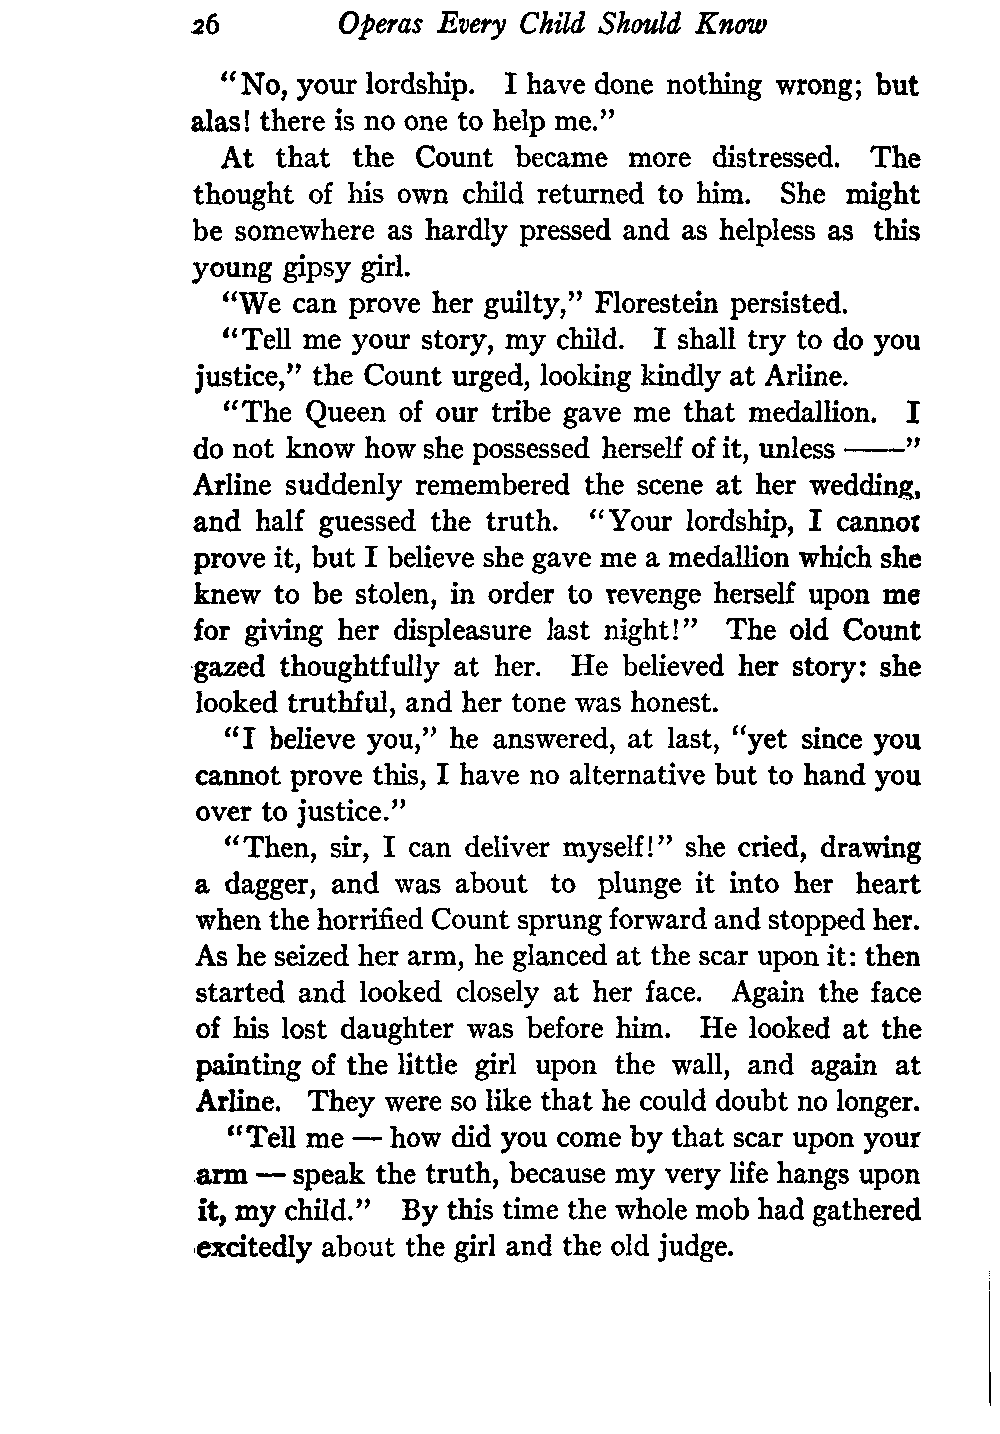 26 Operas Every Child Should Know
"No, your lordship. I have done nothing wrong; but
alas! there is no one to help me."
At that the Count became more distressed. The
thought of his own child returned to him. She might
be somewhere as hardly pressed and as helpless as this
young gipsy girl.
"We can prove her guilty," Florestein persisted.
"Tell me your story, my child. I shall try to do you
justice," the Count urged, looking kindly at Arline.
"The Queen of our tribe gave me that medallion. I
do not know how she possessed herself of it, unless ——"
Arline suddenly remembered the scene at her wedding,
and half guessed the truth. "Your lordship, I cannot
prove it, but I believe she gave me a medallion which she
knew to be stolen, in order to revenge herself upon me
for giving her displeasure last night!" The old Count
gazed thoughtfully at her. He believed her story: she
looked truthful, and her tone was honest.
"I believe you," he answered, at last, "yet since you
cannot prove this, I have no alternative but to hand you
over to justice."
"Then, sir, I can deliver myself!" she cried, drawing
a dagger, and was about to plunge it into her heart
when the horrified Count sprung forward and stopped her.
As he seized her arm, he glanced at the scar upon it: then
started and looked closely at her face. Again the face
of his lost daughter was before him. He looked at the
painting of the little girl upon the wall, and again at
Arline. They were so like that he could doubt no longer.
"Tell me — how did you come by that scar upon your
arm — speak the truth, because my very life hangs upon
it, my child." By this time the whole mob had gathered
excitedly about the girl and the old judge.